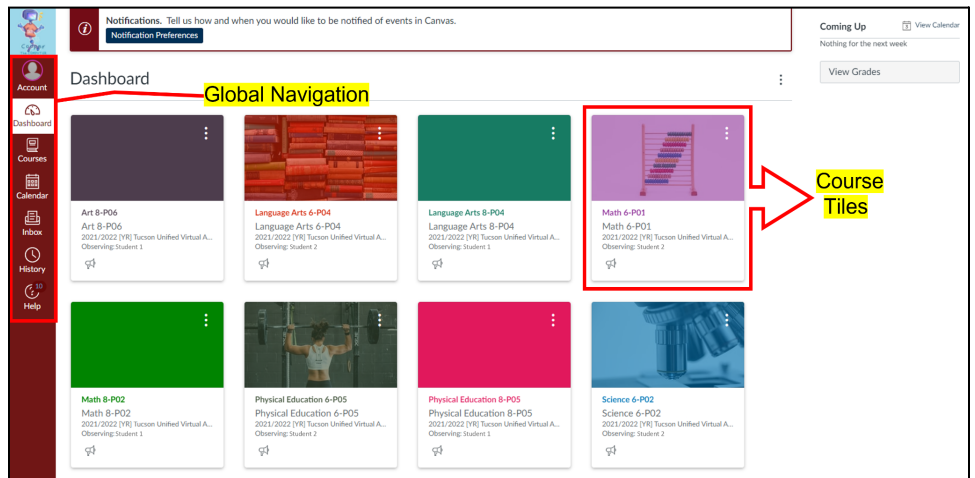 Notifications. Tell us how and when you would like to be notified of events in Canvas.
Notification Preferences
Coming Up
View Calendar
Nothing for the next week
View Grades
Account
Dashboard
Courses
Calendar
Inbox
History
10
Help
Dashboard
Global Navigation
Course
Tiles
Art 8-P06
Art 8-P06
2021/2022 [YR] Tucson Unified Virtual A...
Observing: Student 1
Language Arts 6-P04
Language Arts 6-P04
2021/2022 [YR] Tucson Unified Virtual A...
Observing: Student 2
Language Arts 8-P04
Language Arts 8-P04
2021/2022 [YR] Tucson Unified Virtual A...
Observing: Student 1
Math 6-P01
Math 6-P01
2021/2022 [YR] Tucson Unified Virtual A...
Observing: Student 2
Math 8-P02
Math 8-P02
2021/2022 [YR] Tucson Unified Virtual A...
Observing: Student 1
Physical Education 6-P05
Physical Education 6-P05
2021/2022 [YR] Tucson Unified Virtual A...
Observing: Student 2
Physical Education 8-P05
Physical Education 8-P05
2021/2022 [YR] Tucson Unified Virtual A...
Observing: Student 1
Science 6-P02
Science 6-P02
2021/2022 [YR] Tucson Unified Virtual A...
Observing: Student 2